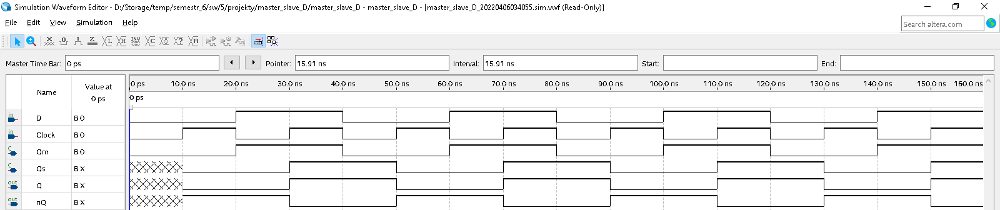 Simulation Waveform Editor - D:/Storage/temp/semestr_6/sw/5/projekty/master_slave_D/master_slave_D - master_slave_D - [master_slave_D_20220406034055.sim.vwf (Read-Only)]
File Edit View Simulation Help
Search altera.com
Master Time Bar: 0 ps Pointer: 15.91 ns Interval: 15.91 ns Start: End:
Name Value at 0 ps
0 ps 10.0 ns 20.0 ns 30.0 ns 40.0 ns 50.0 ns 60.0 ns 70.0 ns 80.0 ns 90.0 ns 100.0 ns 110.0 ns 120.0 ns 130.0 ns 140.0 ns 150.0 ns 160.0 ns
0 ps
in D B 0
in Clock B 0
C Qm B 0
C Qs B X
out Q B X
out nQ B X